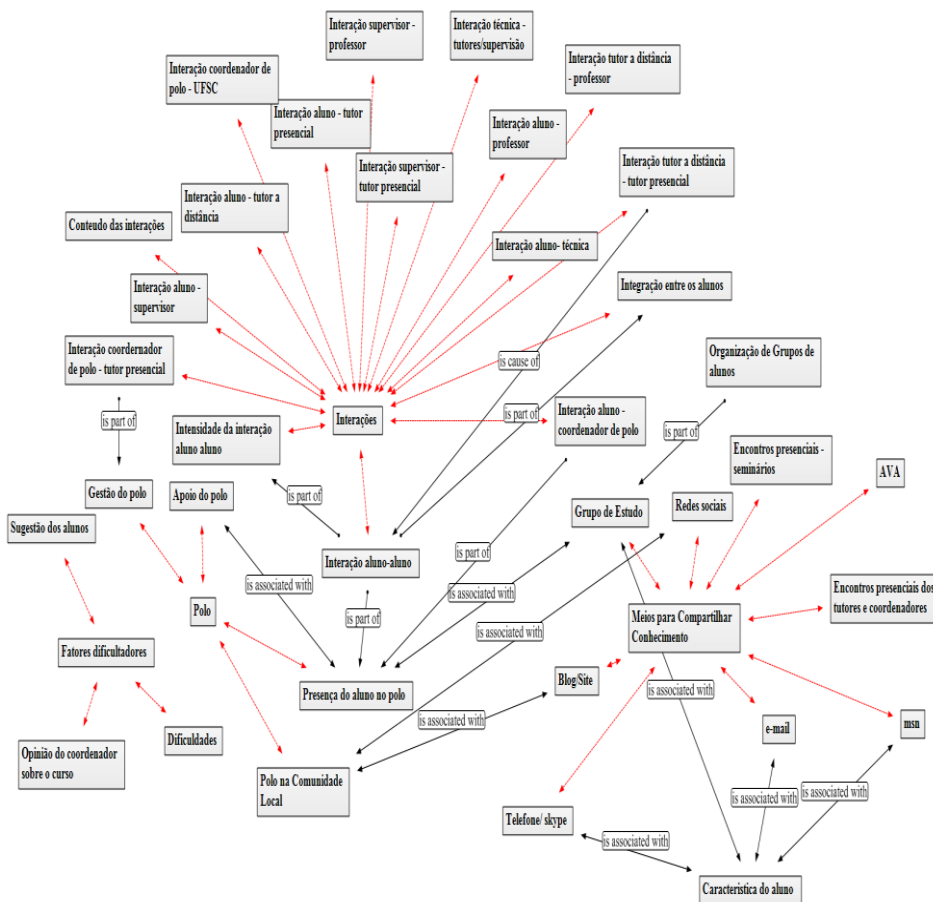 Interação supervisor -
professor
Interação técnica -
tutores/supervisão
Interação coordenador de
polo - UFSC
Interação tutor a distância
- professor
Interação aluno - tutor
presencial
Interação aluno -
professor
Interação supervisor -
tutor presencial
Interação tutor a distância
- tutor presencial
Interação aluno - tutor a
distância
Conteudo das interações
Interação aluno- técnica
Interação aluno -
supervisor
Integração entre os alunos
Interação coordernador
de polo - tutor presencial
Organização de Grupos de
alunos
is cause of
is part of
Interações
is part of
Interação aluno -
coordenador de polo
is part of
Intensidade da interação
aluno aluno
Encontros presenciais -
seminários
AVA
is part of
Gestão do polo
Apoio do polo
Grupo de Estudo
Redes sociais
Sugestão dos alunos
Interação aluno-aluno
is part of
is associated with
is associated with
Encontros presenciais dos
tutores e coordenadores
Polo
is part of
Meios para Compartilhar
Conhecimento
is associated with
Fatores dificultadores
Presença do aluno no polo
Blog/Site
is associated with
is associated with
e-mail
msn
Dificuldades
Opinião do coordenador
sobre o curso
Polo na Comunidade
Local
is associated with
is associated with
Telefone/ skype
is associated with
Caracteristica do aluno